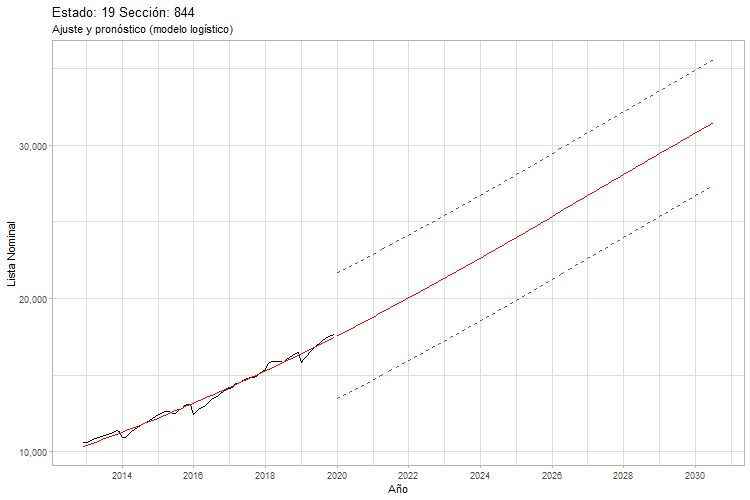 Estado: 19 Sección: 844
Ajuste y pronóstico (modelo logístico)
Lista Nominal
30,000
20,000
10,000
2014 2016 2018 2020 2022 2024 2026 2028 2030
Año